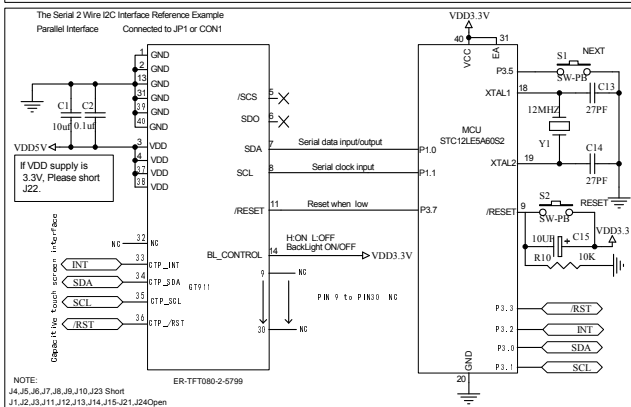 The Serial 2 Wire I2C Interface Reference Example
Parallel Interface Connected to JP1 or CON1
1 GND
2 GND
13 GND
31 GND
39 GND
40 GND
C1 C2
10uf 0.1uf
VDD5V
3 VDD
4 VDD
37 VDD
38 VDD
If VDD supply is
3.3V, Please short
J22.
/SCS 5
SDO 6
SDA 7
SCL 8
/RESET 11
BL_CONTROL 14
Serial data input/output
Serial clock input
Reset when low
H:ON L:OFF
BackLight ON/OFF
VDD3.3V
9 NC
PIN 9 to PIN30 NC
30 NC
Capacitive touch screen interface
NC 32 NC
INT 33 CTP_INT
SDA 34 CTP_SDA
SCL 35 CTP_SCL
/RST 36 CTP_/RST
GT911
ER-TFT080-2-5799
VDD3.3V
40 31
VCC EA
P3.5
XTAL1 18
XTAL2 19
/RESET 9
MCU
STC12LE5A60S2
P1.0
P1.1
P3.7
S1 NEXT
SW-PB
C13
27PF
12MHZ
Y1
C14
27PF
S2 RESET
SW-PB
10UF C15 VDD3.3
R10 10K
P3.3 /RST
P3.2 INT
P3.0 SDA
P3.1 SCL
GND
20
NOTE:
J4,J5,J6,J7,J8,J9,J10,J23 Short
J1,J2,J3,J11,J12,J13,J14,J15-J21,J24Open